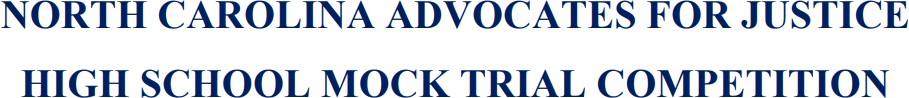 NORTH CAROLINA ADVOCATES FOR JUSTICE
HIGH SCHOOL MOCK TRIAL COMPETITION